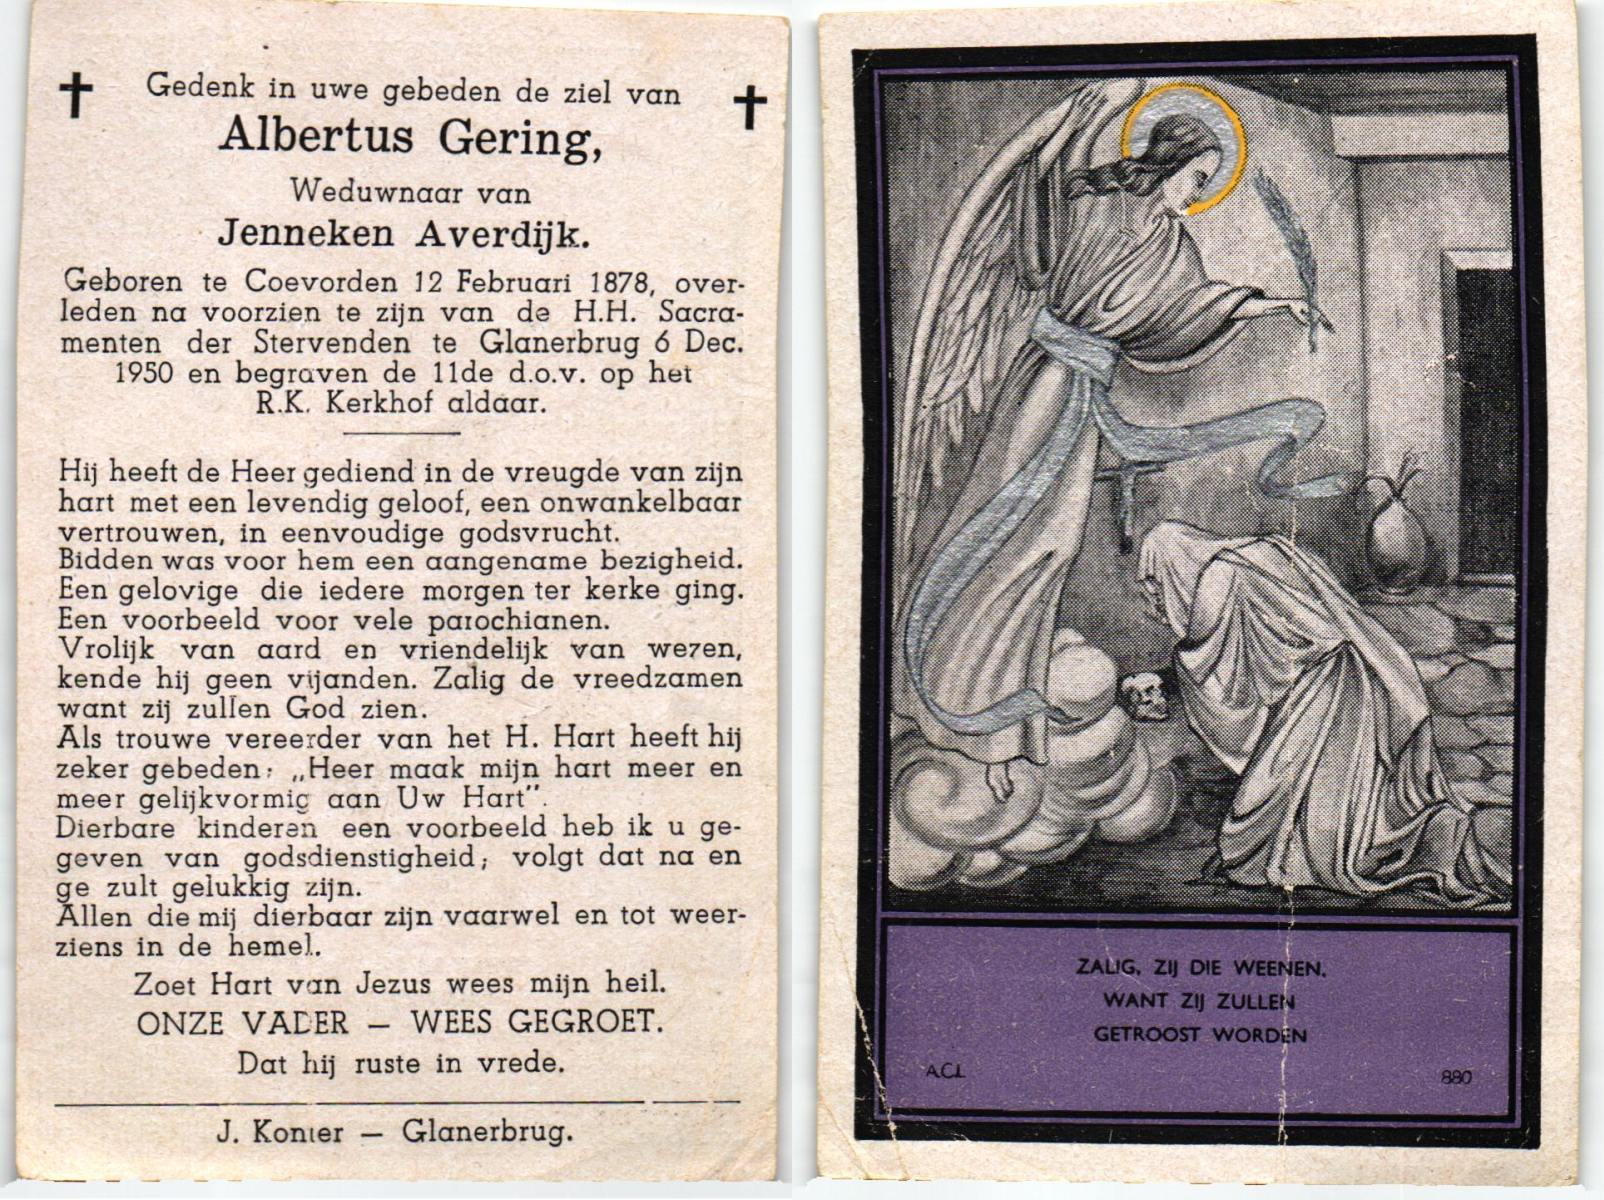 Gedenk in uwe gebeden de ziel van
Albertus Gering,
Weduwnaar van
Jenneken Averdijk.
Geboren te Coevorden 12 Februari 1878, over-
leden na voorzien te zijn van de H.H. Sacra-
menten der Stervenden te Glanerbrug 6 Dec.
1950 en begraven de 11de d.o.v. op het
R.K. Kerkhof aldaar.
Hij heeft de Heer gediend in de vreugde van zijn
hart met een levendig geloof, een onwankelbaar
vertrouwen, in eenvoudige godsvrucht.
Bidden was voor hem een aangename bezigheid.
Een gelovige die iedere morgen ter kerke ging.
Een voorbeeld voor vele parochianen.
Vrolijk van aard en vriendelijk van wezen,
kende hij geen vijanden. Zalig de vreedzamen
want zij zullen God zien.
Als trouwe vereerder van het H. Hart heeft hij
zeker gebeden: „Heer maak mijn hart meer en
meer gelijkvormig aan Uw Hart".
Dierbare kinderen een voorbeeld heb ik u ge-
geven van godsdienstigheid; volgt dat na en
ge zult gelukkig zijn.
Allen die mij dierbaar zijn vaarwel en tot weer-
ziens in de hemel.
Zoet Hart van Jezus wees mijn heil.
ONZE VADER — WEES GEGROET.
Dat hij ruste in vrede.
J. Konter — Glanerbrug.
ZALIG, ZIJ DIE WEENEN,
WANT ZIJ ZULLEN
GETROOST WORDEN
A.C.L.
880